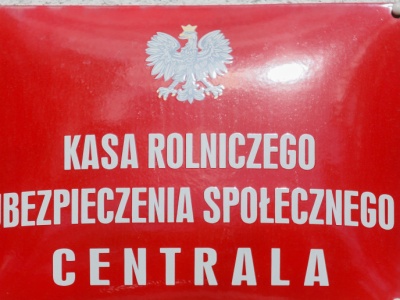 KASA ROLNICZEGO
UBEZPIECZENIA SPOŁECZNEGO
CENTRALA